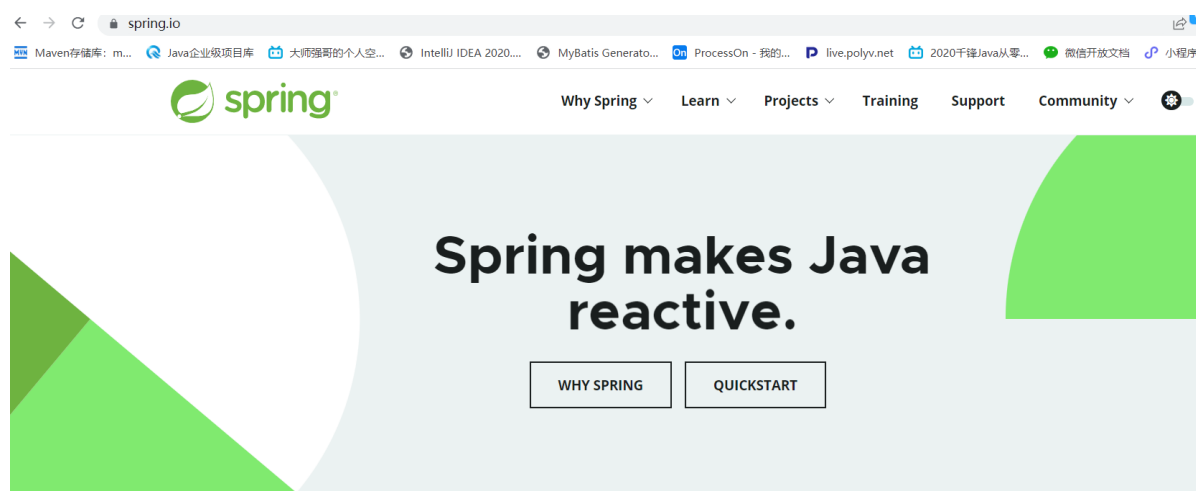 spring.io
Maven存储库：m... Java企业级项目库 大师强哥的个人空... IntelliJ IDEA 2020.... MyBatis Generato... On ProcessOn - 我的... live.polyv.net 2020千锋Java从零... 微信开放文档 小程序
spring
Why Spring Learn Projects Training Support Community
Spring makes Java
reactive.
WHY SPRING QUICKSTART